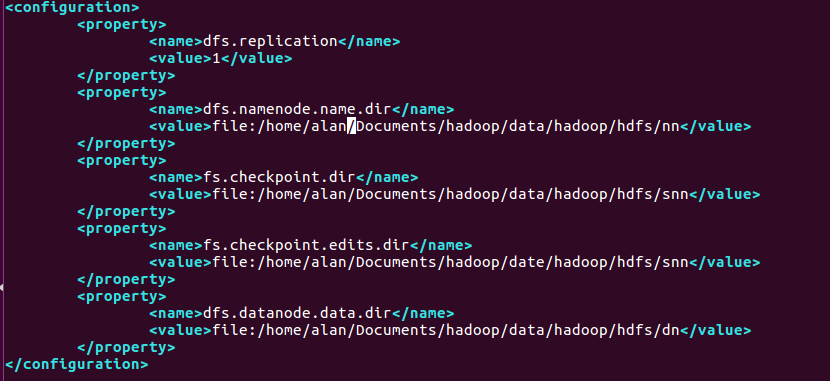 <configuration>
<property>
<name>dfs.replication</name>
<value>1</value>
</property>
<property>
<name>dfs.namenode.name.dir</name>
<value>file:/home/alan/Documents/hadoop/data/hadoop/hdfs/nn</value>
</property>
<property>
<name>fs.checkpoint.dir</name>
<value>file:/home/alan/Documents/hadoop/data/hadoop/hdfs/snn</value>
</property>
<property>
<name>fs.checkpoint.edits.dir</name>
<value>file:/home/alan/Documents/hadoop/date/hadoop/hdfs/snn</value>
</property>
<property>
<name>dfs.datanode.data.dir</name>
<value>file:/home/alan/Documents/hadoop/data/hadoop/hdfs/dn</value>
</property>
</configuration>